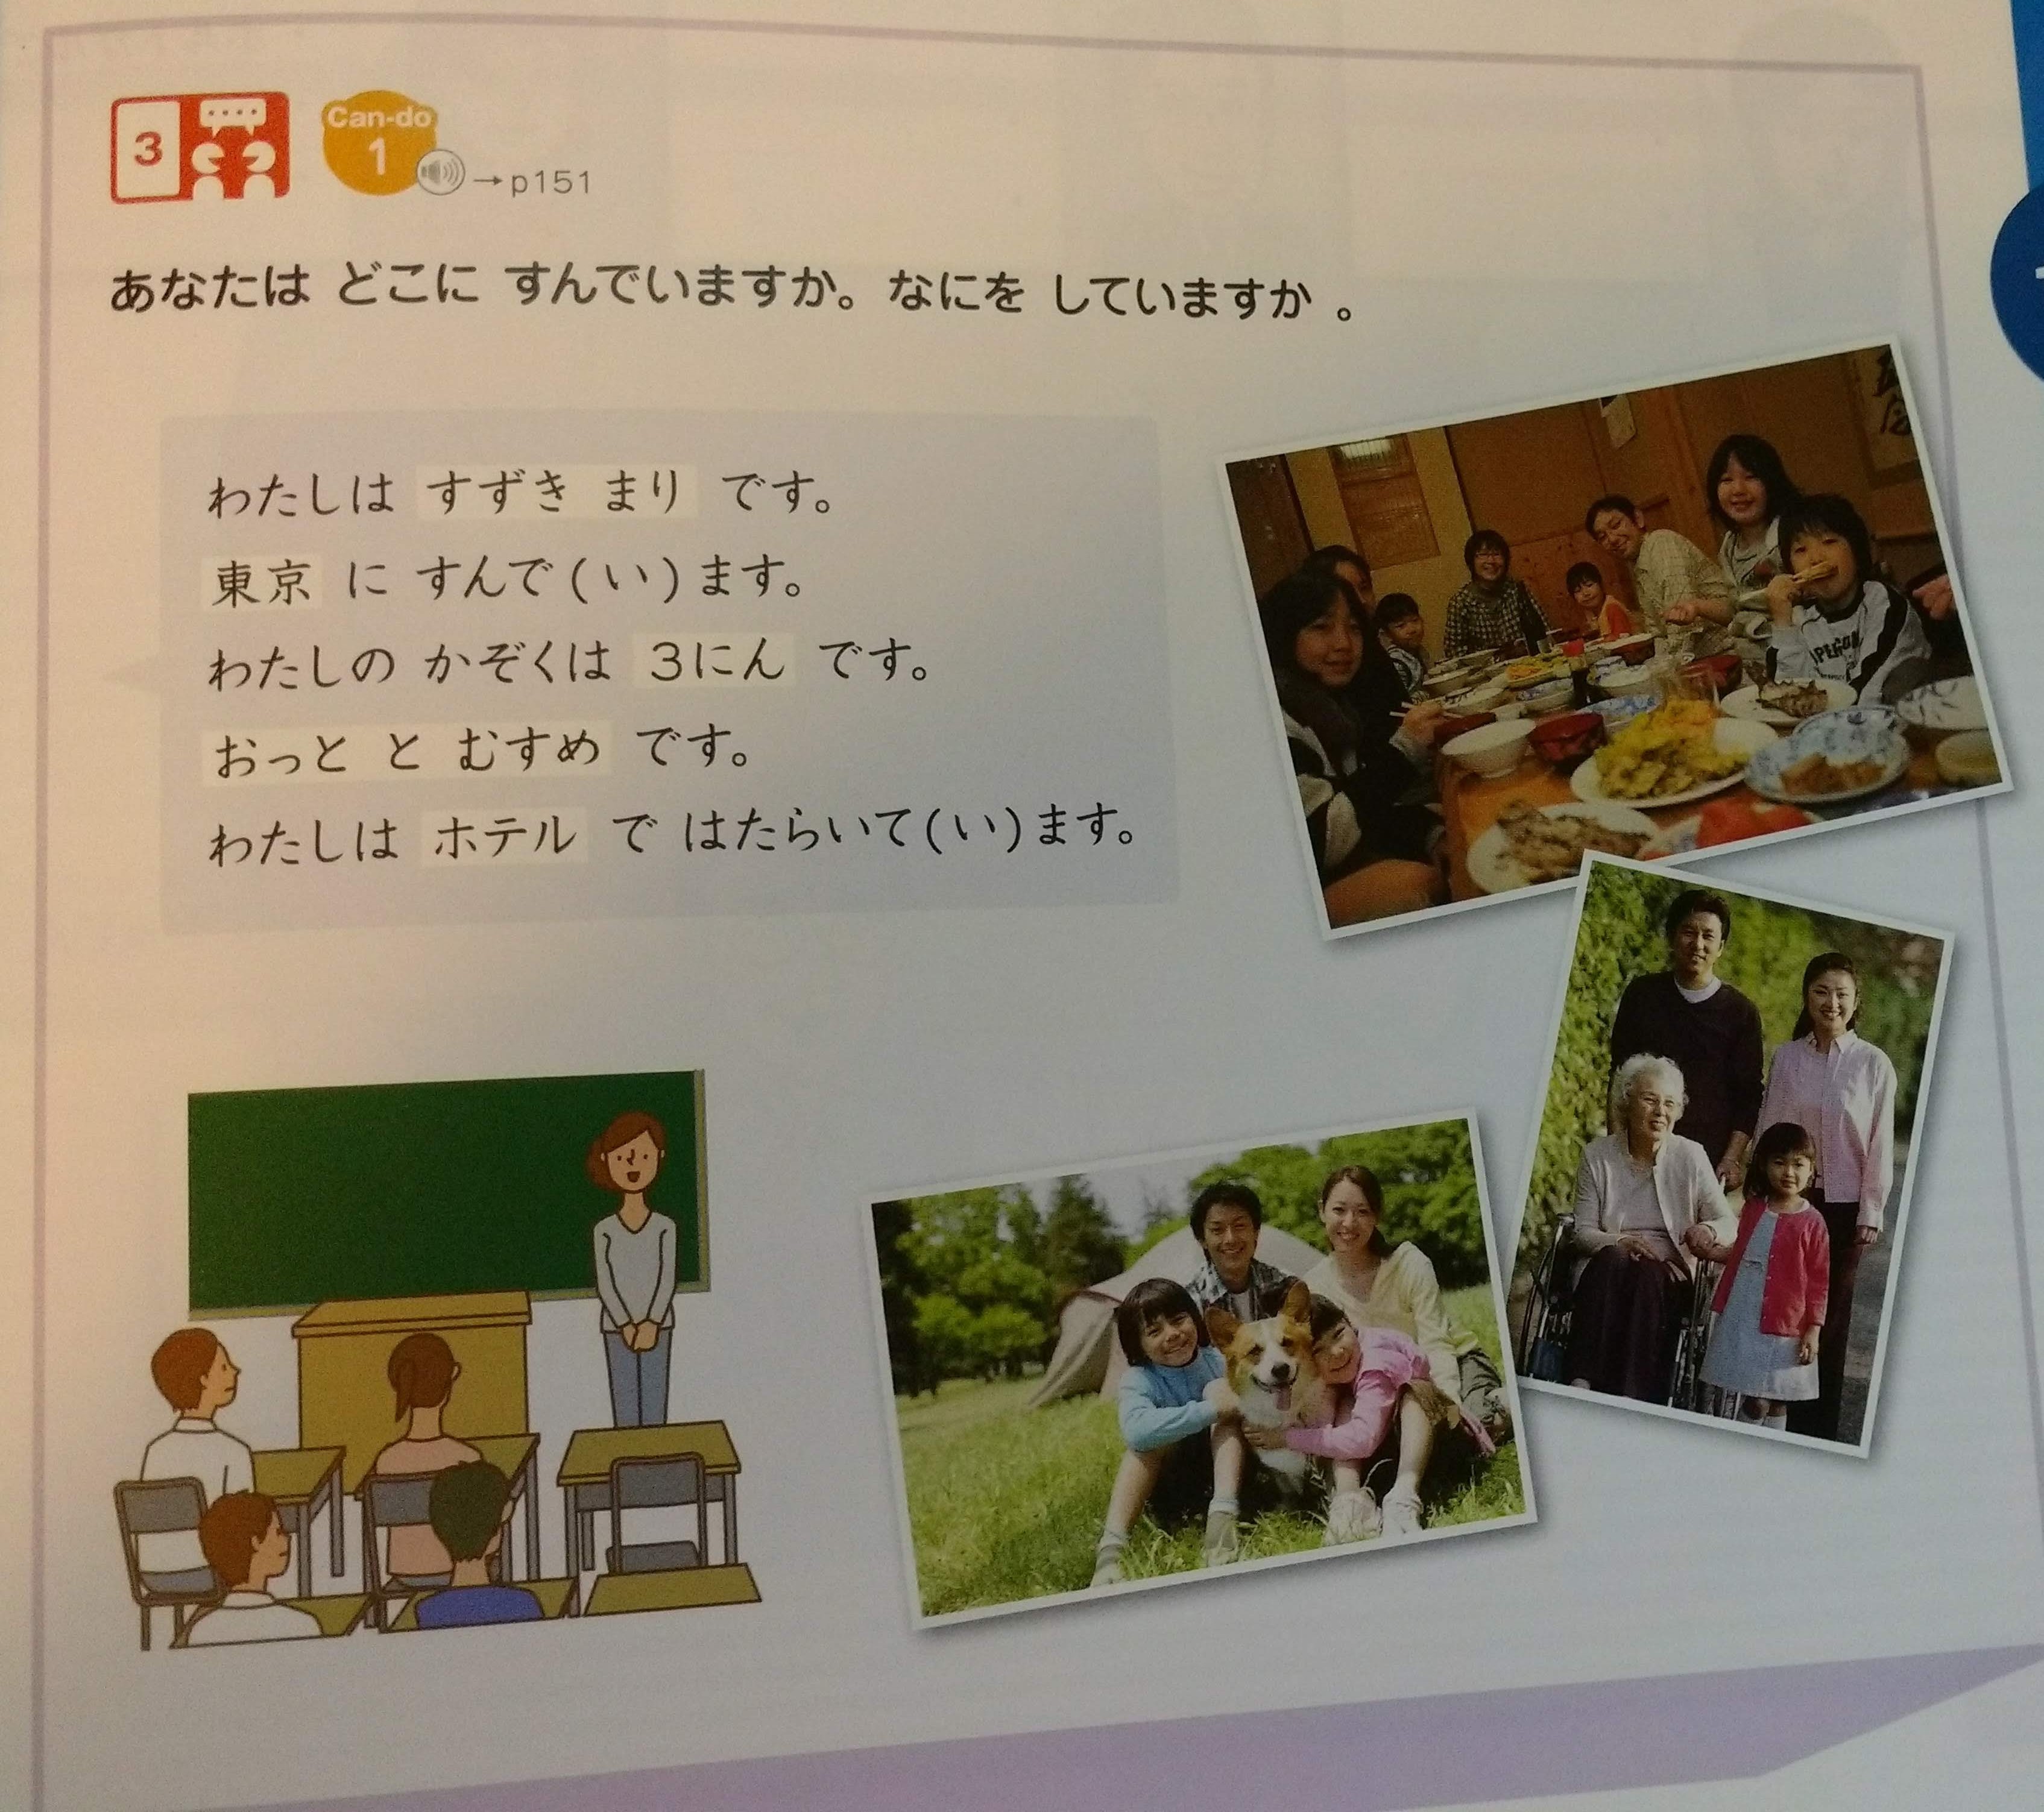 3
Can-do
1
→p151
あなたは どこに すんでいますか。なにを していますか 。
わたしは すずき まり です。
東京 に すんで(い)ます。
わたしの かぞくは 3にん です。
おっと と むすめ です。
わたしは ホテル で はたらいて(い)ます。